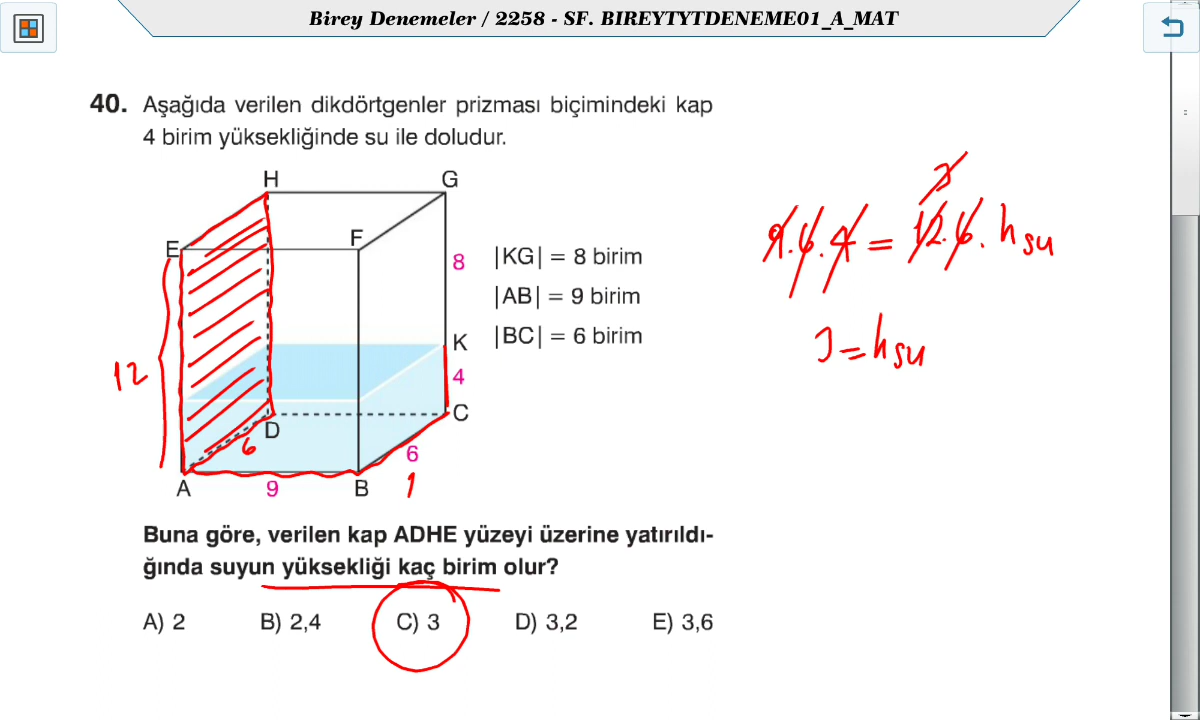 Birey Denemeler / 2258 - SF. BIREYTYTDENEME01_A_MAT
40. Aşağıda verilen dikdörtgenler prizması biçimindeki kap
4 birim yüksekliğinde su ile doludur.
H
G
E
F
8
|KG| = 8 birim
|AB| = 9 birim
K
|BC| = 6 birim
12
4
C
D
6
6
A
9
B
1
9.6.4 = 12.6. hsu
3
3 = hsu
Buna göre, verilen kap ADHE yüzeyi üzerine yatırıldı-
ğında suyun yüksekliği kaç birim olur?
A) 2 B) 2,4 C) 3 D) 3,2 E) 3,6